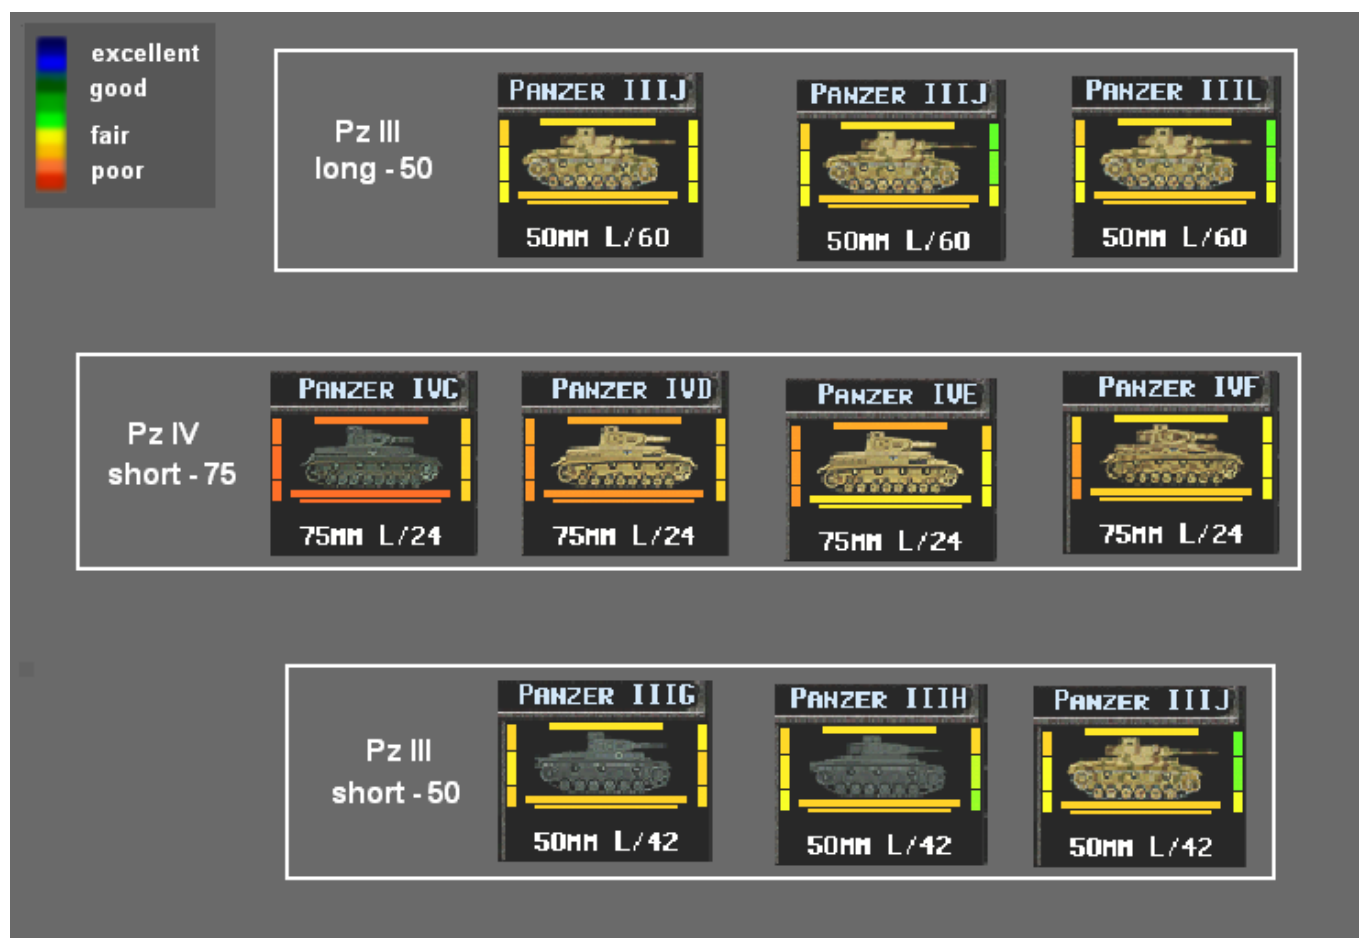 excellent
good
fair
poor
Pz III
long - 50
PANZER IIIJ
50MM L/60
PANZER IIIJ
50MM L/60
PANZER IIIL
50MM L/60
Pz IV
short - 75
PANZER IVC
75MM L/24
PANZER IVD
75MM L/24
PANZER IVE
75MM L/24
PANZER IVF
75MM L/24
Pz III
short - 50
PANZER IIIG
50MM L/42
PANZER IIIH
50MM L/42
PANZER IIIJ
50MM L/42